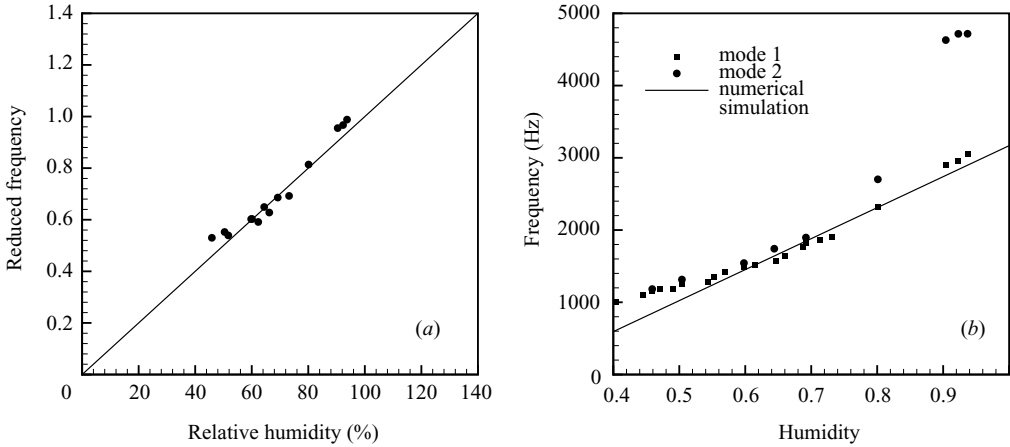 1.4
1.2
1.0
0.8
0.6
0.4
0.2
0
20
40
60
80
100
120
140
Reduced frequency
Relative humidity (%)
(a)
5000
4000
3000
2000
1000
0
0.4
0.5
0.6
0.7
0.8
0.9
Frequency (Hz)
Humidity
mode 1
mode 2
numerical
simulation
(b)